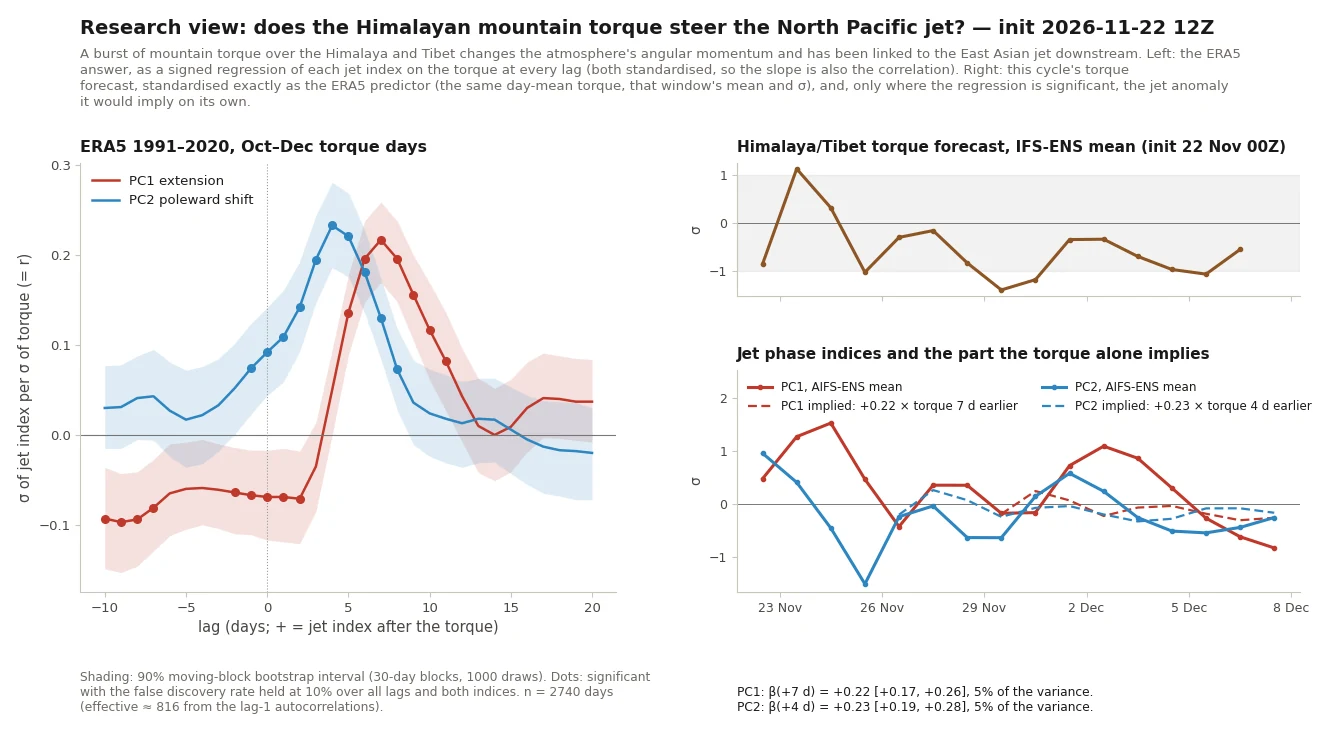 Research view: does the Himalayan mountain torque steer the North Pacific jet? — init 2026-11-22 12Z
A burst of mountain torque over the Himalaya and Tibet changes the atmosphere's angular momentum and has been linked to the East Asian jet downstream. Left: the ERA5
answer, as a signed regression of each jet index on the torque at every lag (both standardised, so the slope is also the correlation). Right: this cycle's torque
forecast, standardised exactly as the ERA5 predictor (the same day-mean torque, that window's mean and σ), and, only where the regression is significant, the jet anomaly
it would imply on its own.
ERA5 1991–2020, Oct–Dec torque days
PC1 extension
PC2 poleward shift
σ of jet index per σ of torque (= r)
0.3
0.2
0.1
0.0
−0.1
−10
−5
0
5
10
15
20
lag (days; + = jet index after the torque)
Shading: 90% moving-block bootstrap interval (30-day blocks, 1000 draws). Dots: significant
with the false discovery rate held at 10% over all lags and both indices. n = 2740 days
(effective ≈ 816 from the lag-1 autocorrelations).
Himalaya/Tibet torque forecast, IFS-ENS mean (init 22 Nov 00Z)
σ
1
0
−1
Jet phase indices and the part the torque alone implies
PC1, AIFS-ENS mean
PC1 implied: +0.22 × torque 7 d earlier
PC2, AIFS-ENS mean
PC2 implied: +0.23 × torque 4 d earlier
σ
2
1
0
−1
23 Nov
26 Nov
29 Nov
2 Dec
5 Dec
8 Dec
PC1: β(+7 d) = +0.22 [+0.17, +0.26], 5% of the variance.
PC2: β(+4 d) = +0.23 [+0.19, +0.28], 5% of the variance.